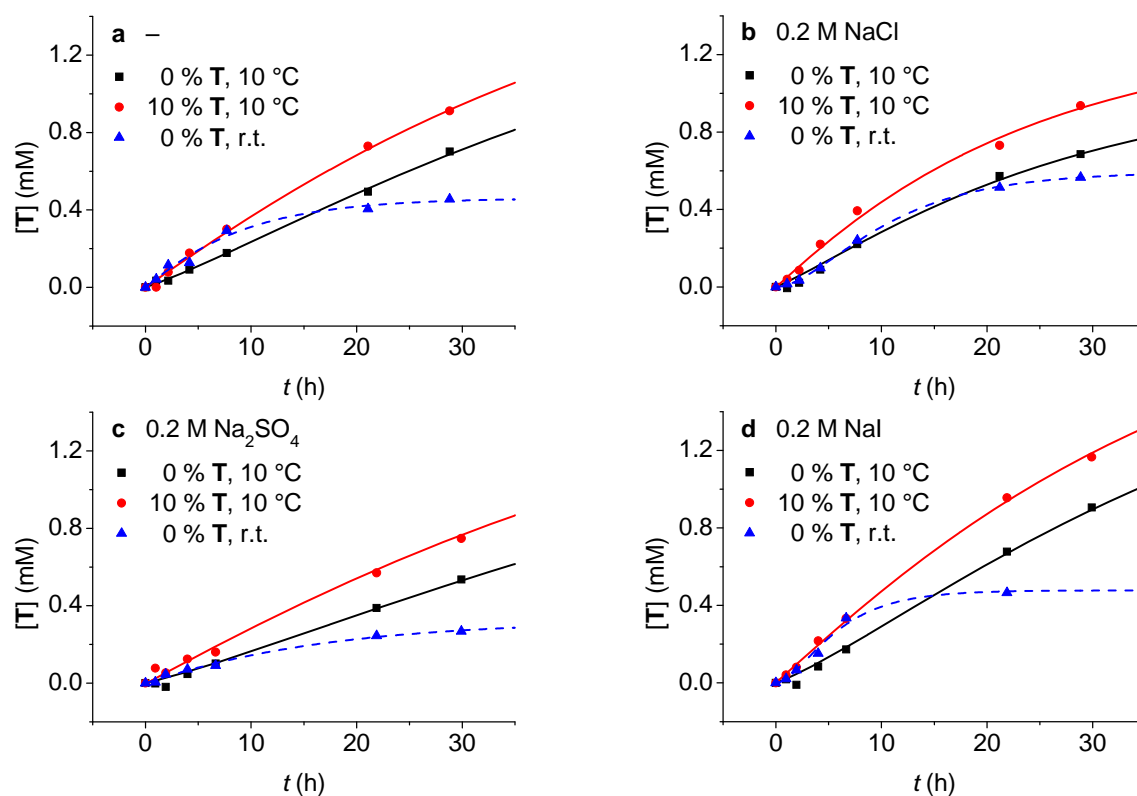 a –
0 % T, 10 °C
10 % T, 10 °C
0 % T, r.t.
[T] (mM)
1.2
0.8
0.4
0.0
0 10 20 30
t (h)
b 0.2 M NaCl
0 % T, 10 °C
10 % T, 10 °C
0 % T, r.t.
[T] (mM)
1.2
0.8
0.4
0.0
0 10 20 30
t (h)
c 0.2 M Na₂SO₄
0 % T, 10 °C
10 % T, 10 °C
0 % T, r.t.
[T] (mM)
1.2
0.8
0.4
0.0
0 10 20 30
t (h)
d 0.2 M NaI
0 % T, 10 °C
10 % T, 10 °C
0 % T, r.t.
[T] (mM)
1.2
0.8
0.4
0.0
0 10 20 30
t (h)